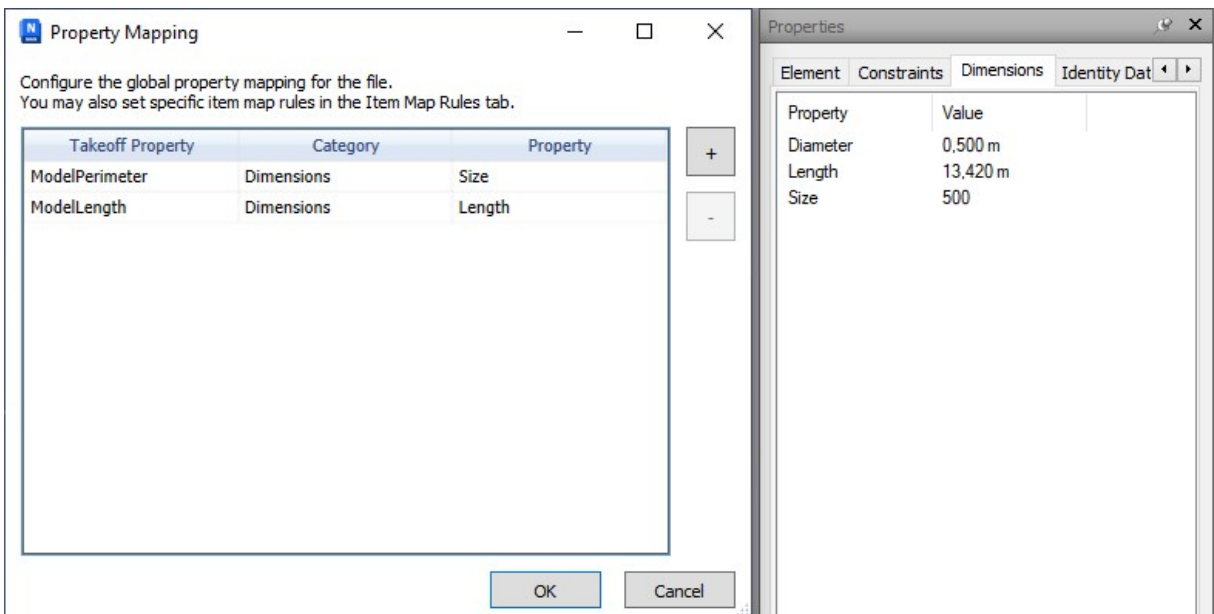 N Property Mapping
Configure the global property mapping for the file.
You may also set specific item map rules in the Item Map Rules tab.
Takeoff Property Category Property
ModelPerimeter Dimensions Size
ModelLength Dimensions Length
+
-
OK Cancel
Properties
Element Constraints Dimensions Identity Dat
Property Value
Diameter 0,500 m
Length 13,420 m
Size 500